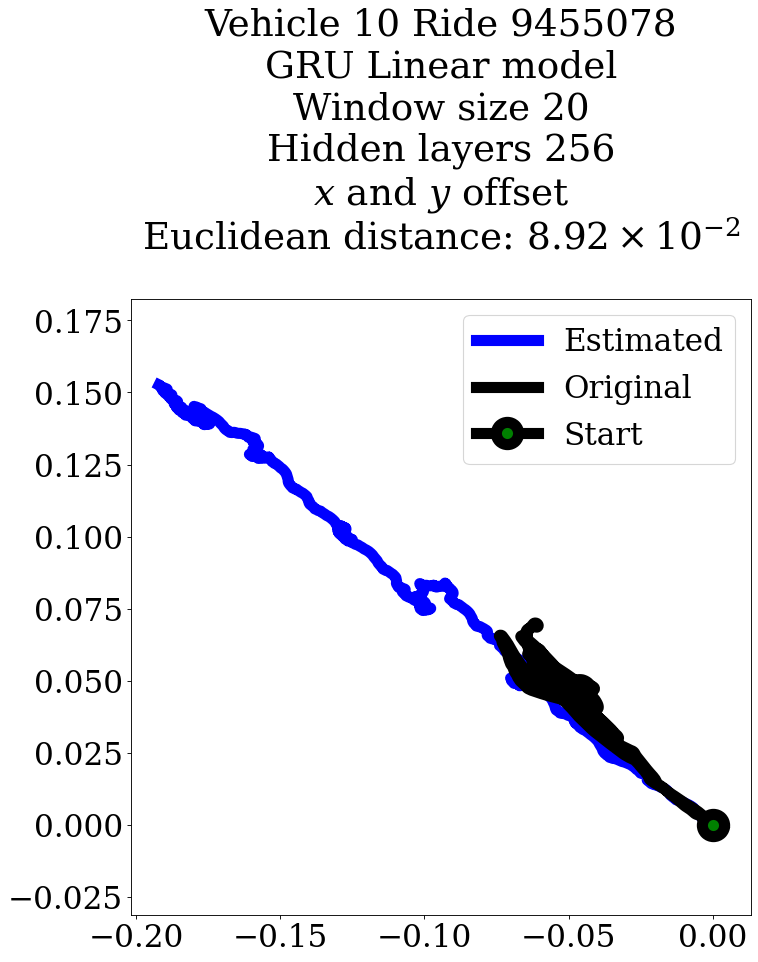 Vehicle 10 Ride 9455078
GRU Linear model
Window size 20
Hidden layers 256
x and y offset
Euclidean distance: 8.92 × 10⁻²
Estimated
Original
Start
0.175
0.150
0.125
0.100
0.075
0.050
0.025
0.000
−0.025
−0.20
−0.15
−0.10
−0.05
0.00